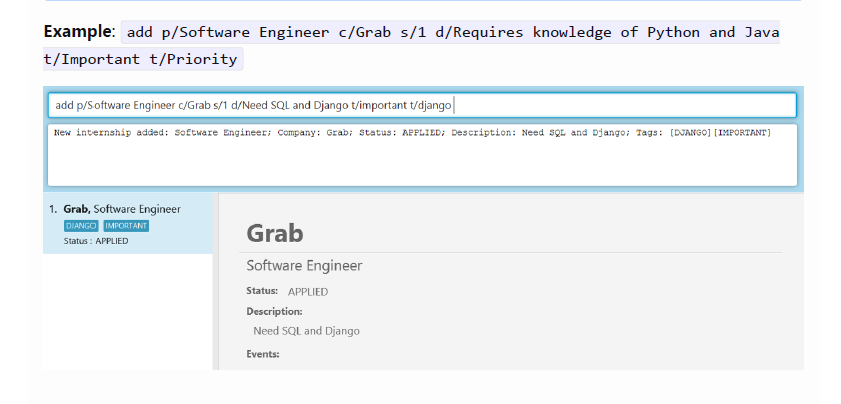 Example: add p/Software Engineer c/Grab s/1 d/Requires knowledge of Python and Java
t/Important t/Priority
add p/Software Engineer c/Grab s/1 d/Need SQL and Django t/important t/django
New internship added: Software Engineer; Company: Grab; Status: APPLIED; Description: Need SQL and Django; Tags: [DJANGO][IMPORTANT]
1. Grab, Software Engineer
DJANGO IMPORTANT
Status : APPLIED
Grab
Software Engineer
Status: APPLIED
Description:
Need SQL and Django
Events: